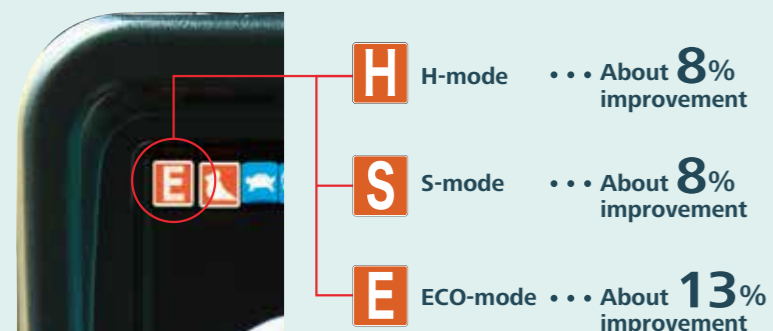 H H-mode ••• About 8%
improvement
E
S S-mode ••• About 8%
improvement
E ECO-mode ••• About 13%
improvement